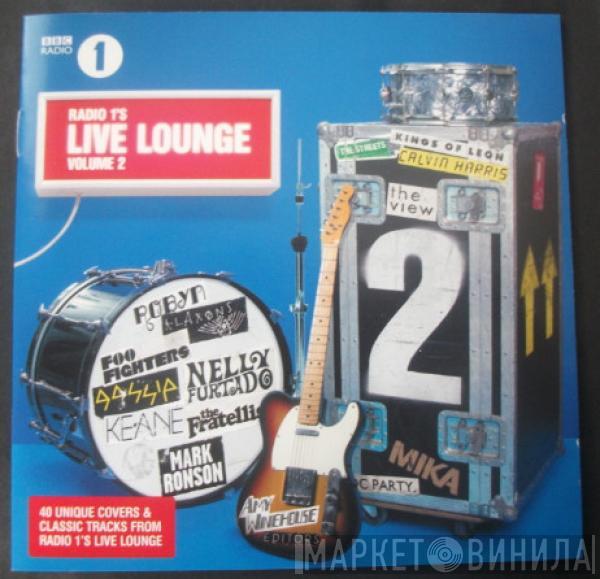 BBC
RADIO
1
RADIO 1'S
LIVE LOUNGE
VOLUME 2
THE STREETS
KINGS OF LEON
CALVIN HARRIS
the
view
2
ROBYN
KLAXONS
FOO
FIGHTERS
GOSSIP
NELLY
FURTADO
KEANE
the
Fratellis
MARK
RONSON
MIKA
C PARTY.
AMY
WINEHOUSE
EDITORS
40 UNIQUE COVERS &
CLASSIC TRACKS FROM
RADIO 1'S LIVE LOUNGE
МАРКЕТ ВИНИЛА